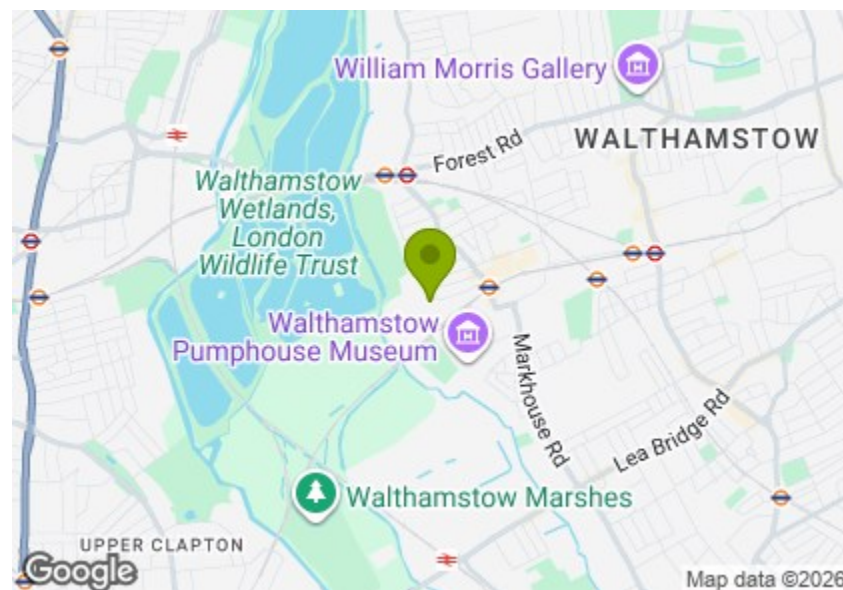 William Morris Gallery
WALTHAMSTOW
Forest Rd
Walthamstow
Wetlands,
London
Wildlife Trust
Walthamstow
Pumphouse Museum
Markhouse Rd
Lea Bridge Rd
Walthamstow Marshes
UPPER CLAPTON
Google
Map data ©2026